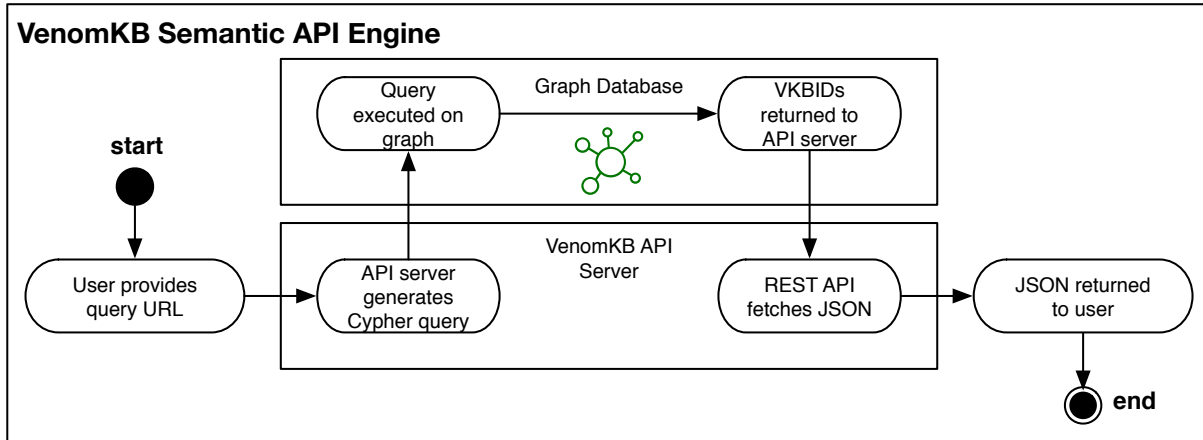 VenomKB Semantic API Engine
start
User provides
query URL
API server
generates
Cypher query
Query
executed on
graph
Graph Database
VKBIDs
returned to
API server
VenomKB API
Server
REST API
fetches JSON
JSON returned
to user
end